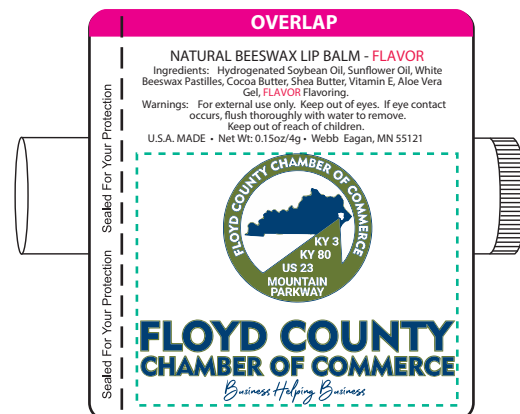 OVERLAP
NATURAL BEESWAX LIP BALM - FLAVOR
Ingredients: Hydrogenated Soybean Oil, Sunflower Oil, White
Beeswax Pastilles, Cocoa Butter, Shea Butter, Vitamin E, Aloe Vera
Gel, FLAVOR Flavoring.
Warnings: For external use only. Keep out of eyes. If eye contact
occurs, flush thoroughly with water to remove.
Keep out of reach of children.
U.S.A. MADE • Net Wt: 0.15oz/4g • Webb Eagan, MN 55121
Sealed For Your Protection
Sealed For Your Protection
FLOYD COUNTY CHAMBER OF COMMERCE
KY 3
KY 80
US 23
MOUNTAIN
PARKWAY
FLOYD COUNTY
CHAMBER OF COMMERCE
Business Helping Business